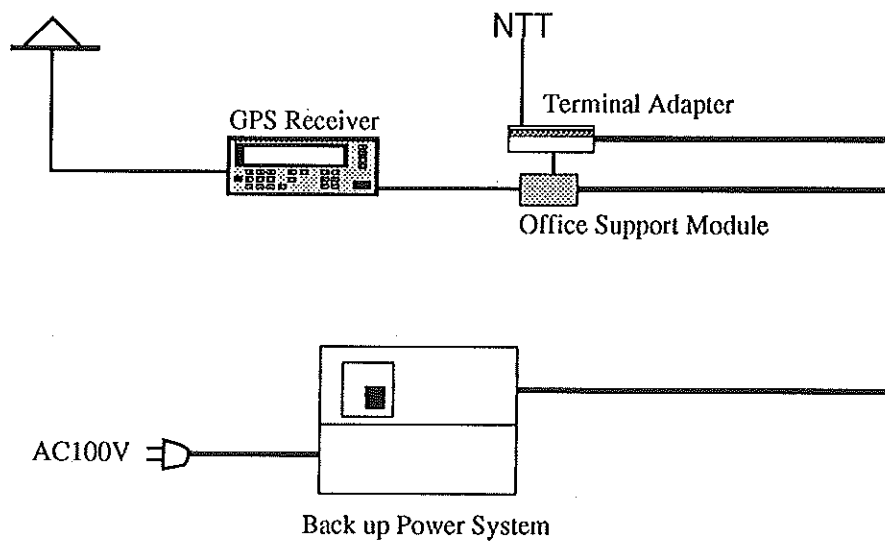 NTT
Terminal Adapter
GPS Receiver
Office Support Module
AC100V
Back up Power System